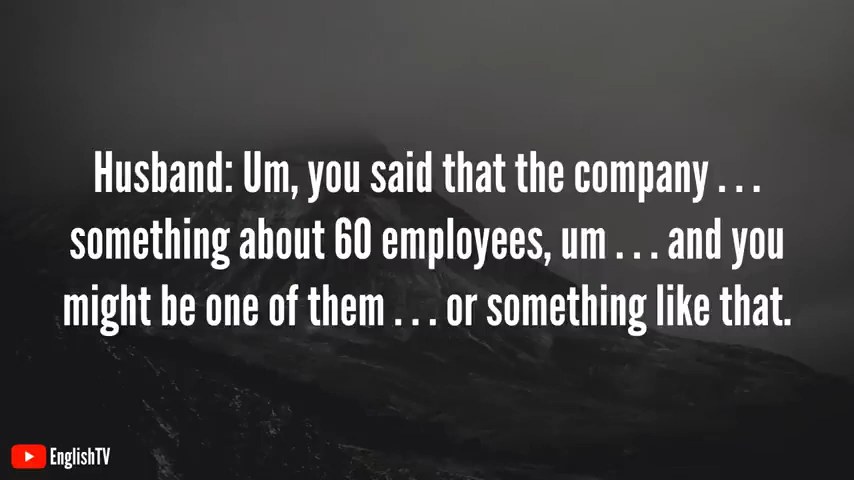 Husband: Um, you said that the company . . .
something about 60 employees, um . . . and you
might be one of them . . . or something like that.
EnglishTV